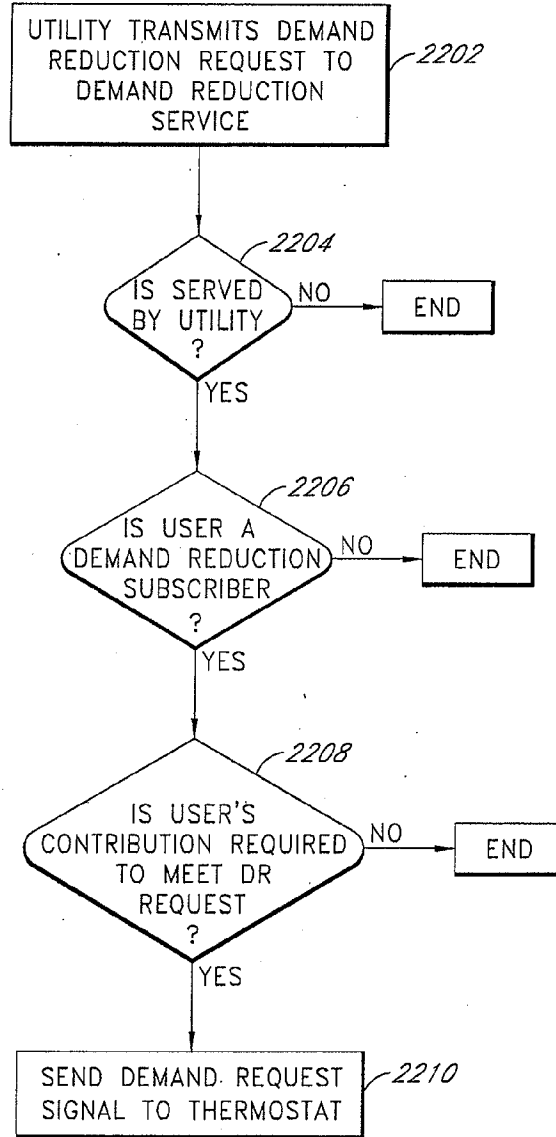 UTILITY TRANSMITS DEMAND
REDUCTION REQUEST TO
DEMAND REDUCTION
SERVICE
2202
2204
IS SERVED
BY UTILITY
?
NO
END
YES
2206
IS USER A
DEMAND REDUCTION
SUBSCRIBER
?
NO
END
YES
2208
IS USER'S
CONTRIBUTION REQUIRED
TO MEET DR
REQUEST
?
NO
END
YES
SEND DEMAND REQUEST
SIGNAL TO THERMOSTAT
2210